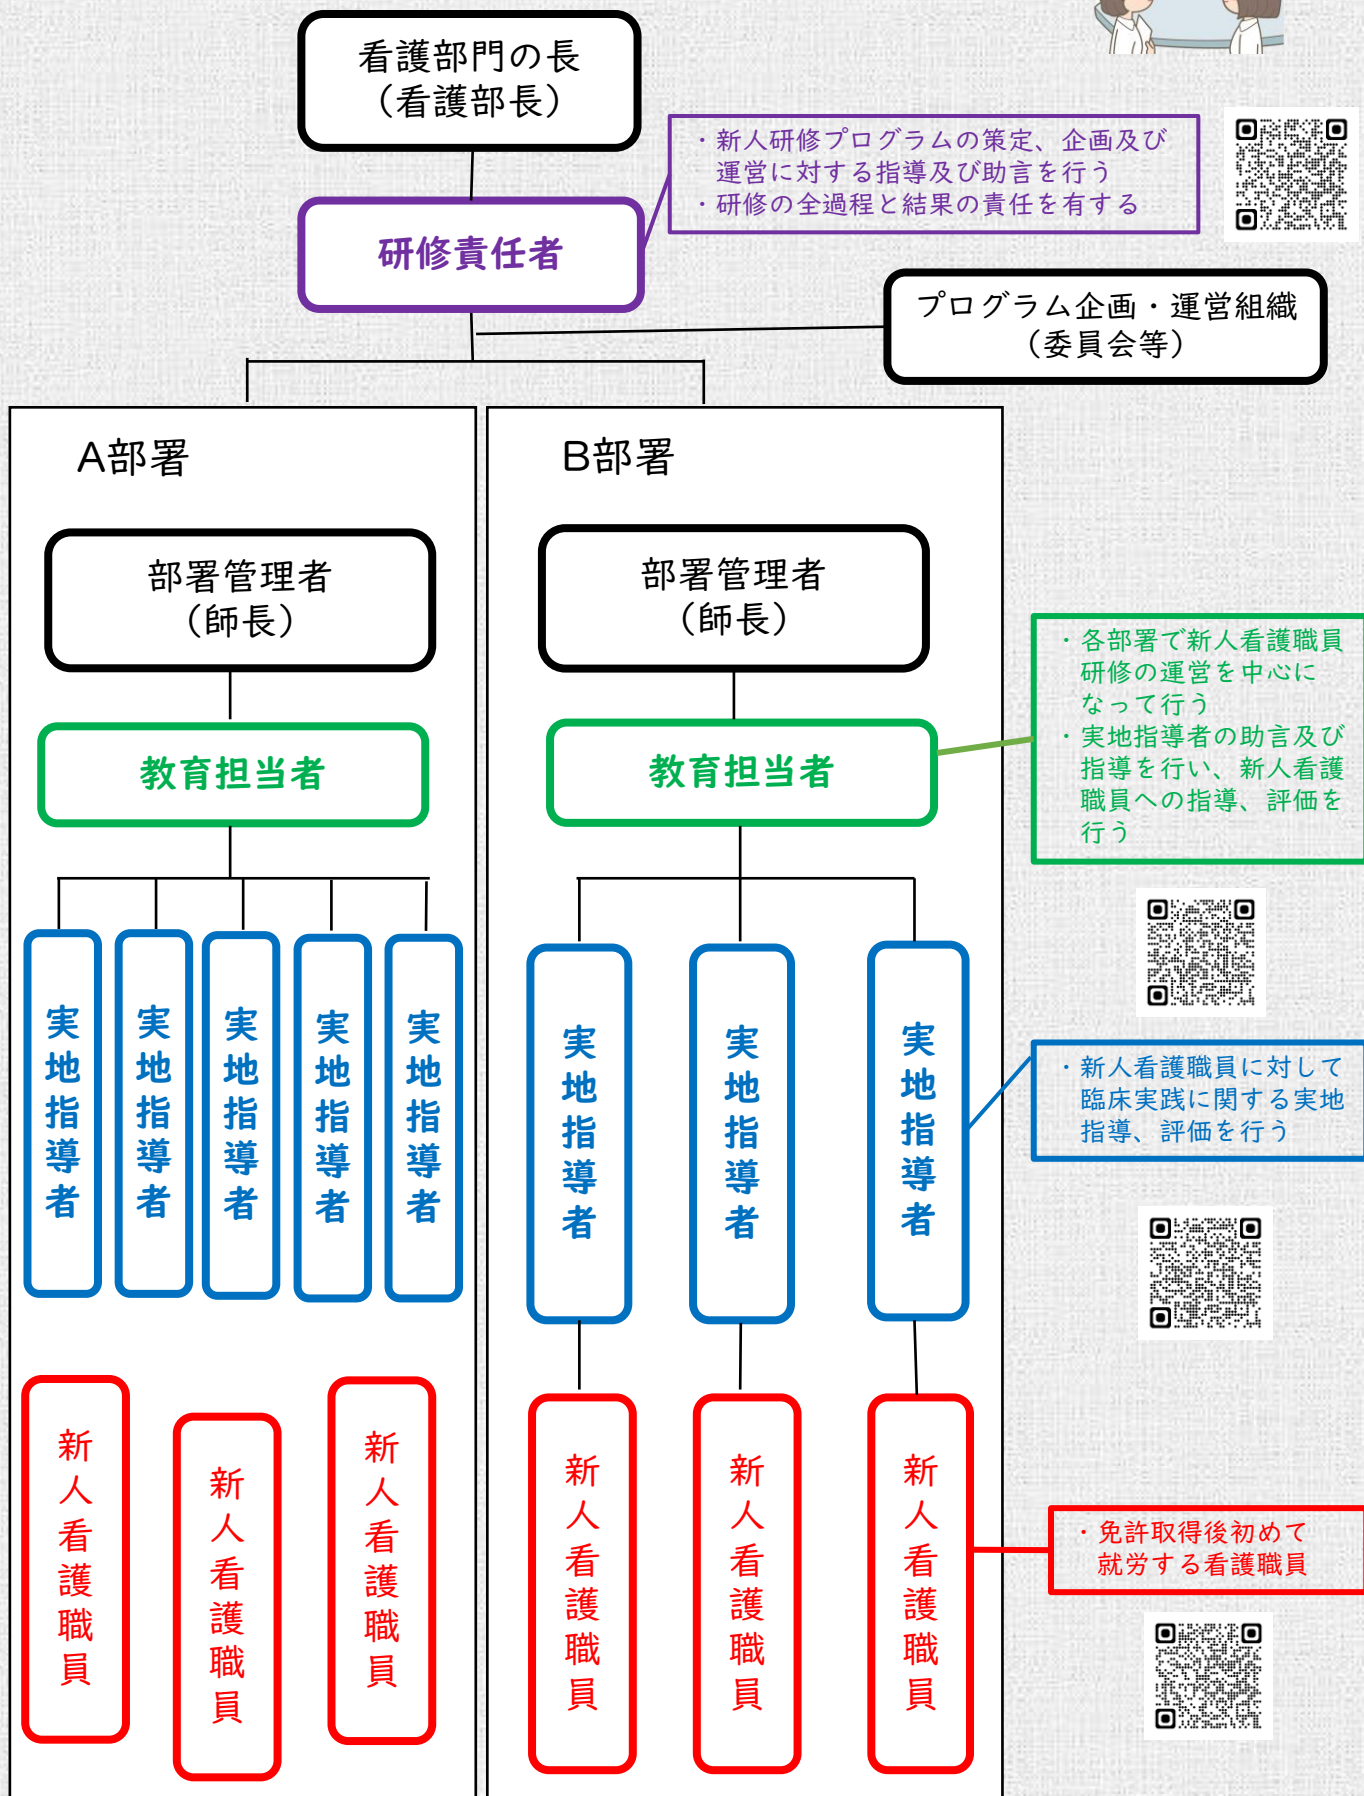 看護部門の長
（看護部長）
・新人研修プログラムの策定、企画及び
運営に対する指導及び助言を行う
・研修の全過程と結果の責任を有する
研修責任者
プログラム企画・運営組織
（委員会等）
A部署
部署管理者
（師長）
教育担当者
実地指導者
実地指導者
実地指導者
実地指導者
実地指導者
新人看護職員
新人看護職員
新人看護職員
B部署
部署管理者
（師長）
教育担当者
実地指導者
実地指導者
実地指導者
新人看護職員
新人看護職員
新人看護職員
・各部署で新人看護職員
研修の運営を中心に
なって行う
・実地指導者の助言及び
指導を行い、新人看護
職員への指導、評価を
行う
・新人看護職員に対して
臨床実践に関する実地
指導、評価を行う
・免許取得後初めて
就労する看護職員